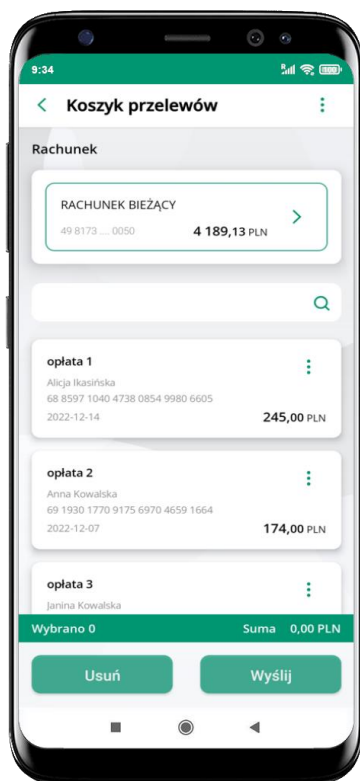 9:34
Koszyk przelewów
Rachunek
RACHUNEK BIEŻĄCY
49 8173 .... 0050 4 189,13 PLN
opłata 1
Alicja Ikasińska
68 8597 1040 4738 0854 9980 6605
2022-12-14 245,00 PLN
opłata 2
Anna Kowalska
69 1930 1770 9175 6970 4659 1664
2022-12-07 174,00 PLN
opłata 3
Janina Kowalska
Wybrano 0 Suma 0,00 PLN
Usuń Wyślij